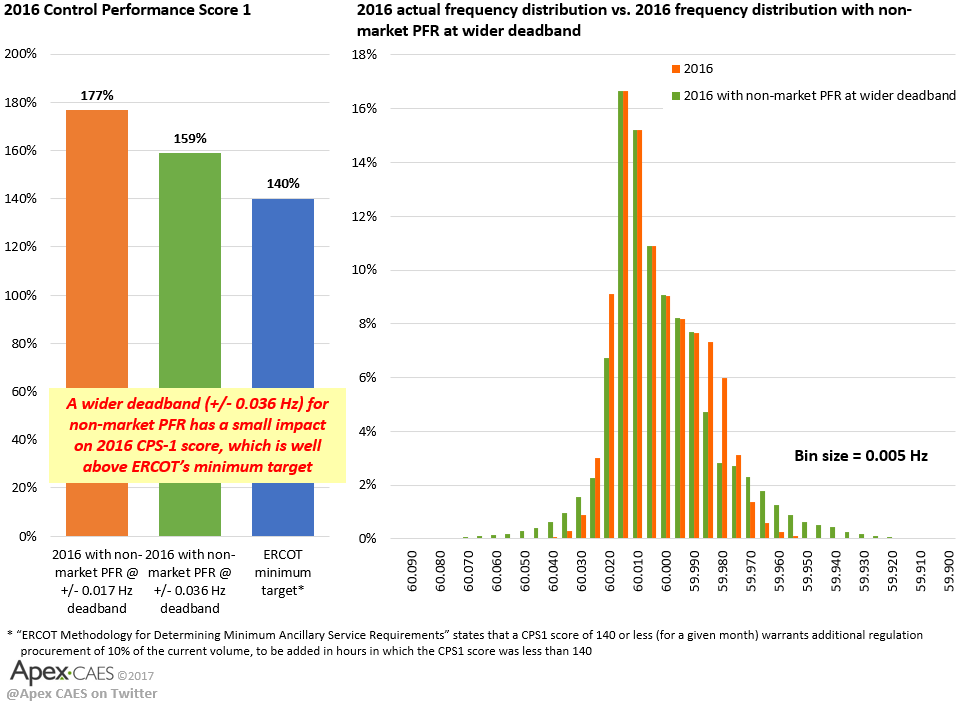 2016 Control Performance Score 1
200%
180%
160%
140%
120%
100%
80%
60%
40%
20%
0%
177%
159%
140%
A wider deadband (+/- 0.036 Hz) for
non-market PFR has a small impact
on 2016 CPS-1 score, which is well
above ERCOT's minimum target
2016 with non-
market PFR @
+/- 0.017 Hz
deadband
2016 with non-
market PFR @
+/- 0.036 Hz
deadband
ERCOT
minimum
target*
2016 actual frequency distribution vs. 2016 frequency distribution with non-
market PFR at wider deadband
18%
16%
14%
12%
10%
8%
6%
4%
2%
0%
2016
2016 with non-market PFR at wider deadband
Bin size = 0.005 Hz
60.090
60.080
60.070
60.060
60.050
60.040
60.030
60.020
60.010
60.000
59.990
59.980
59.970
59.960
59.950
59.940
59.930
59.920
59.910
59.900
* "ERCOT Methodology for Determining Minimum Ancillary Service Requirements" states that a CPS1 score of 140 or less (for a given month) warrants additional regulation
procurement of 10% of the current volume, to be added in hours in which the CPS1 score was less than 140
Apex CAES ©2017
@Apex CAES on Twitter